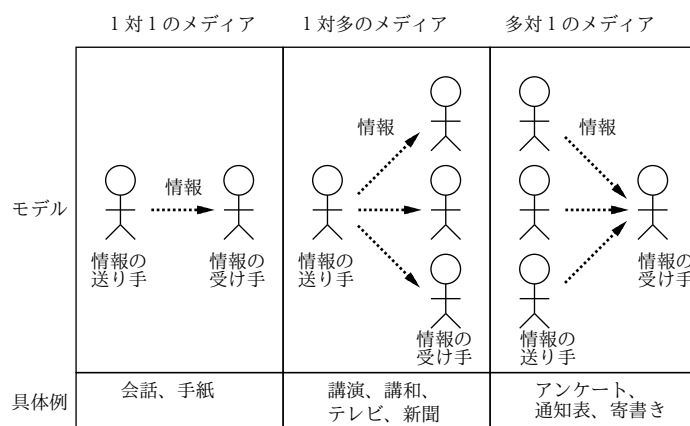 1対1のメディア
1対多のメディア
多対1のメディア
モデル
情報
情報の
送り手
情報の
受け手
情報
情報の
送り手
情報の
受け手
情報
情報の
送り手
情報の
受け手
具体例
会話、手紙
講演、講和、
テレビ、新聞
アンケート、
通知表、寄書き